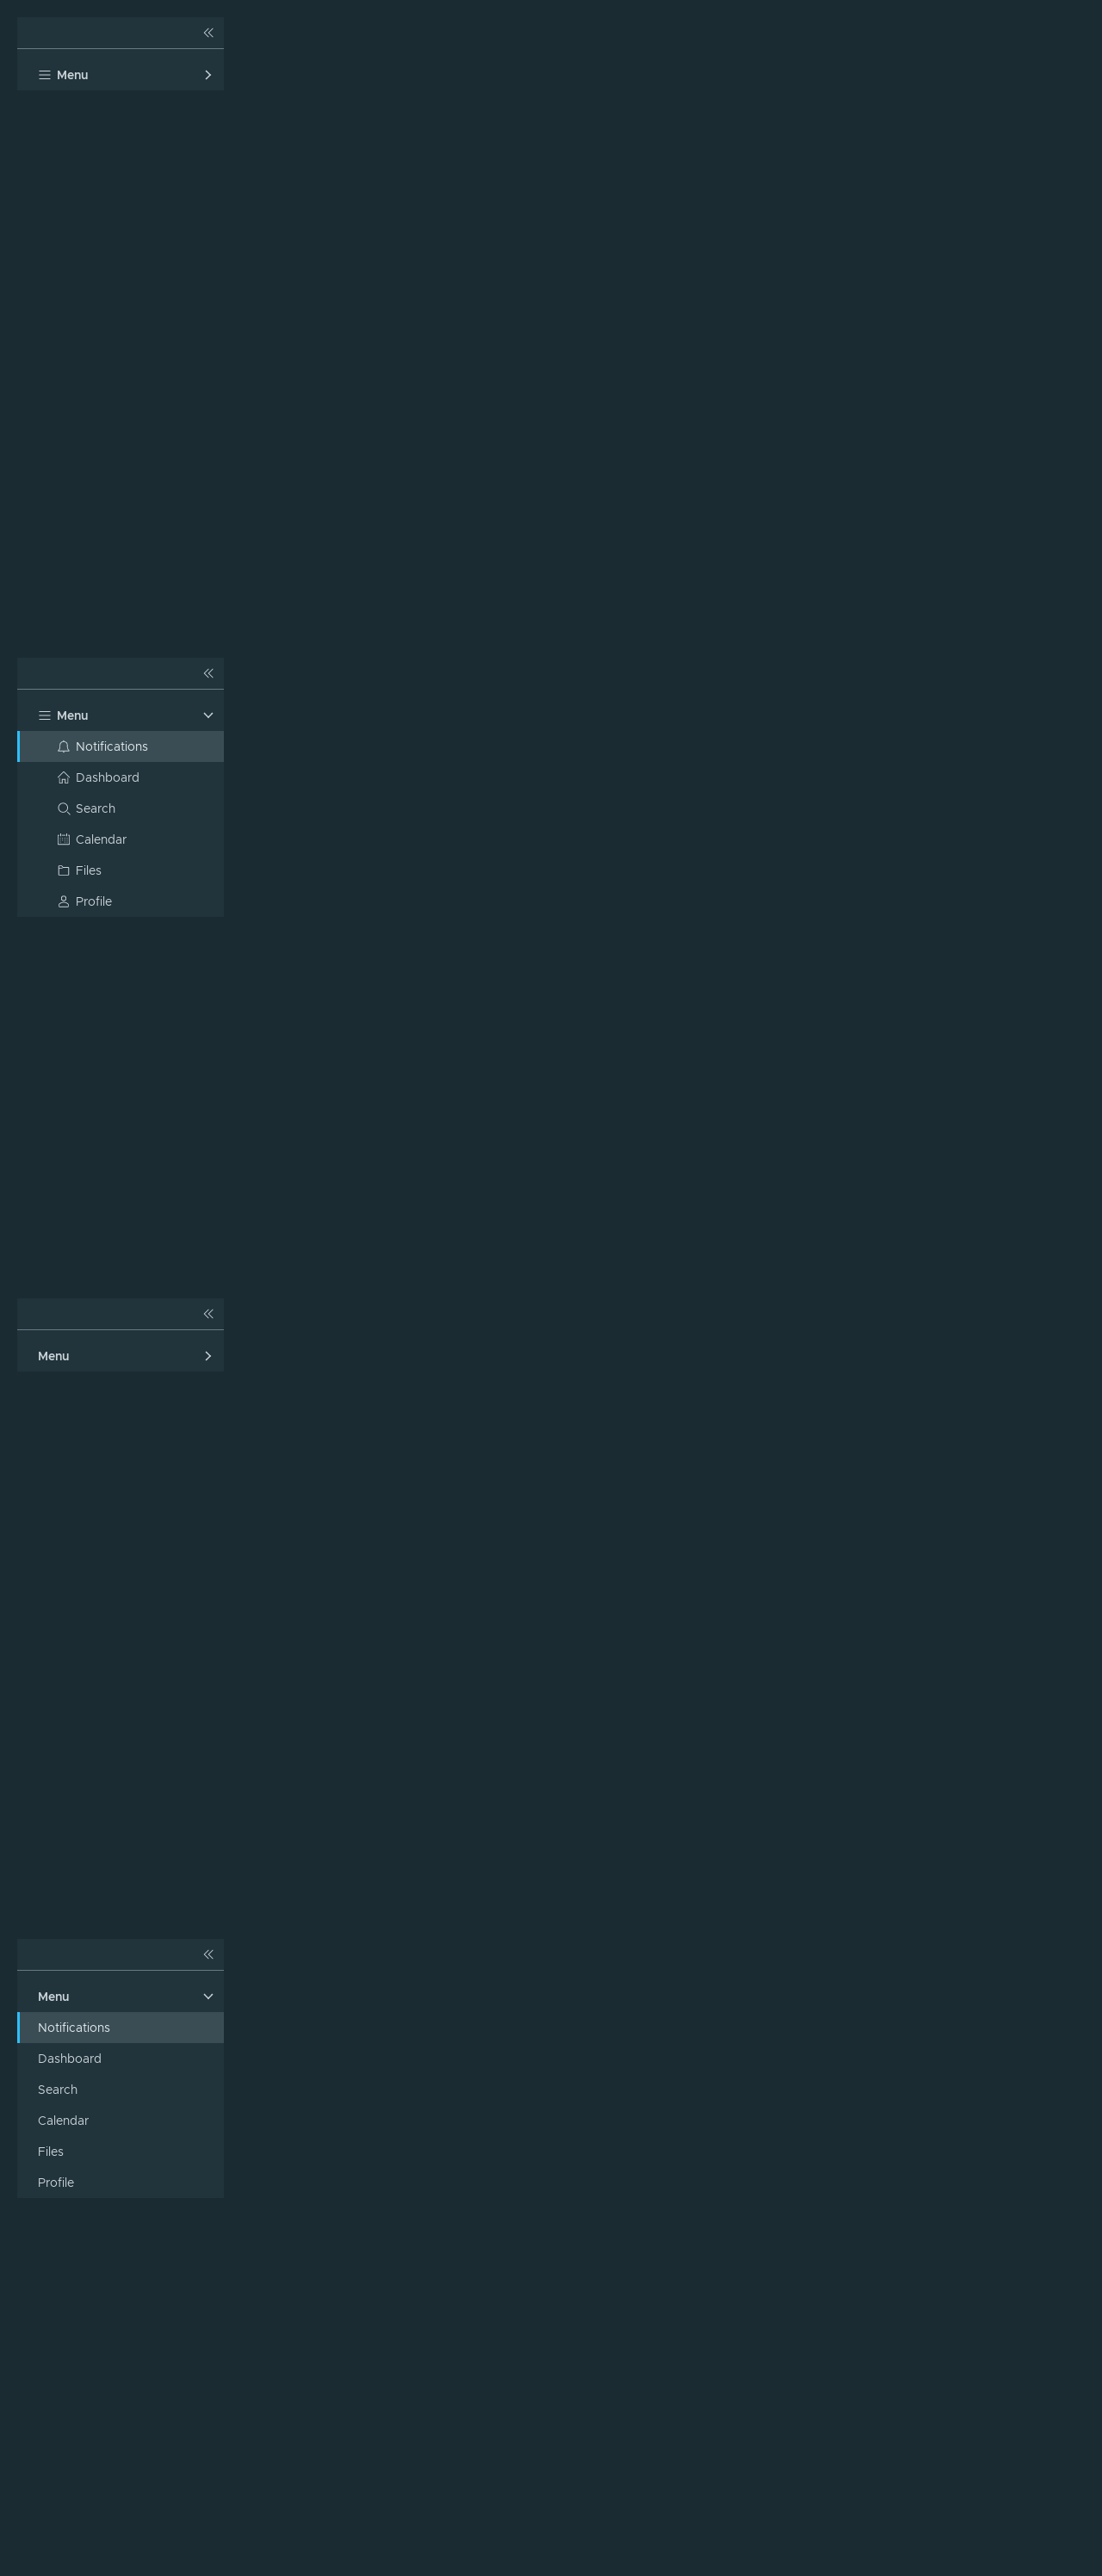 Menu
Menu
Notifications
Dashboard
Search
Calendar
Files
Profile
Menu
Menu
Notifications
Dashboard
Search
Calendar
Files
Profile